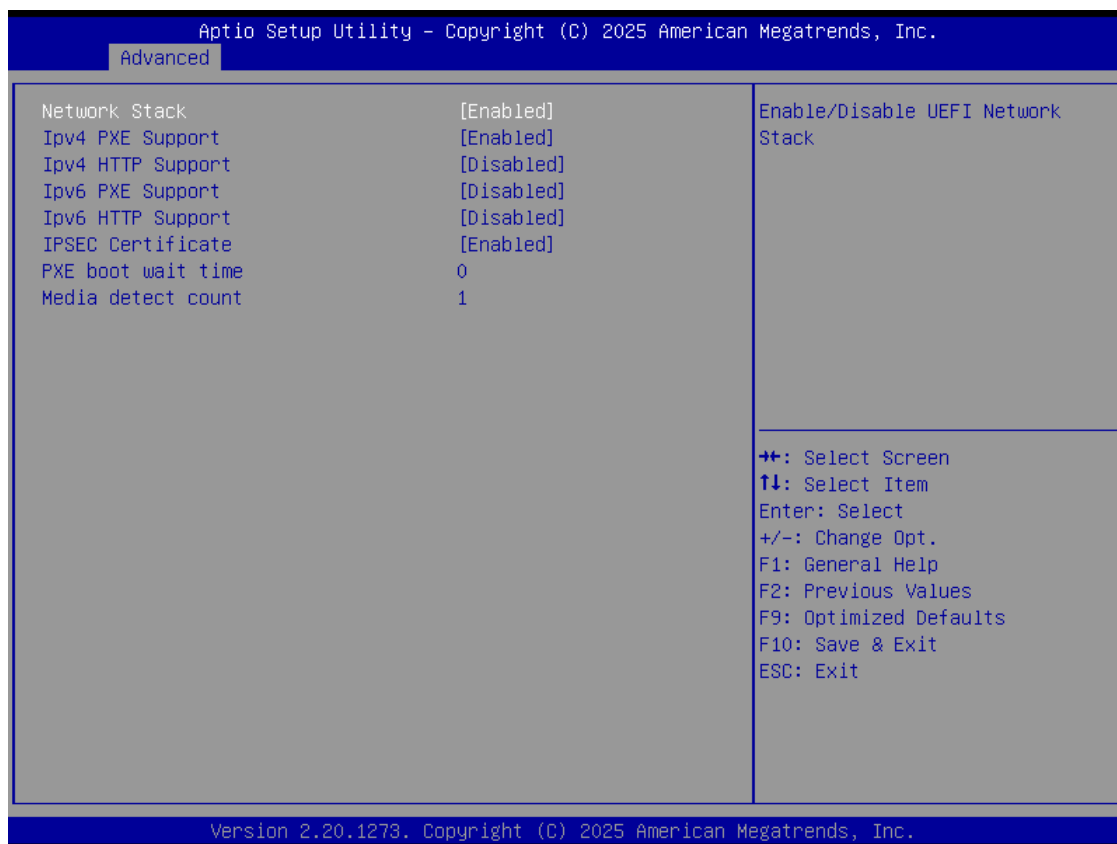 Aptio Setup Utility – Copyright (C) 2025 American Megatrends, Inc.
Advanced
Network Stack [Enabled]
Ipv4 PXE Support [Enabled]
Ipv4 HTTP Support [Disabled]
Ipv6 PXE Support [Disabled]
Ipv6 HTTP Support [Disabled]
IPSEC Certificate [Enabled]
PXE boot wait time 0
Media detect count 1
Enable/Disable UEFI Network
Stack
→←: Select Screen
↑↓: Select Item
Enter: Select
+/-: Change Opt.
F1: General Help
F2: Previous Values
F9: Optimized Defaults
F10: Save & Exit
ESC: Exit
Version 2.20.1273. Copyright (C) 2025 American Megatrends, Inc.